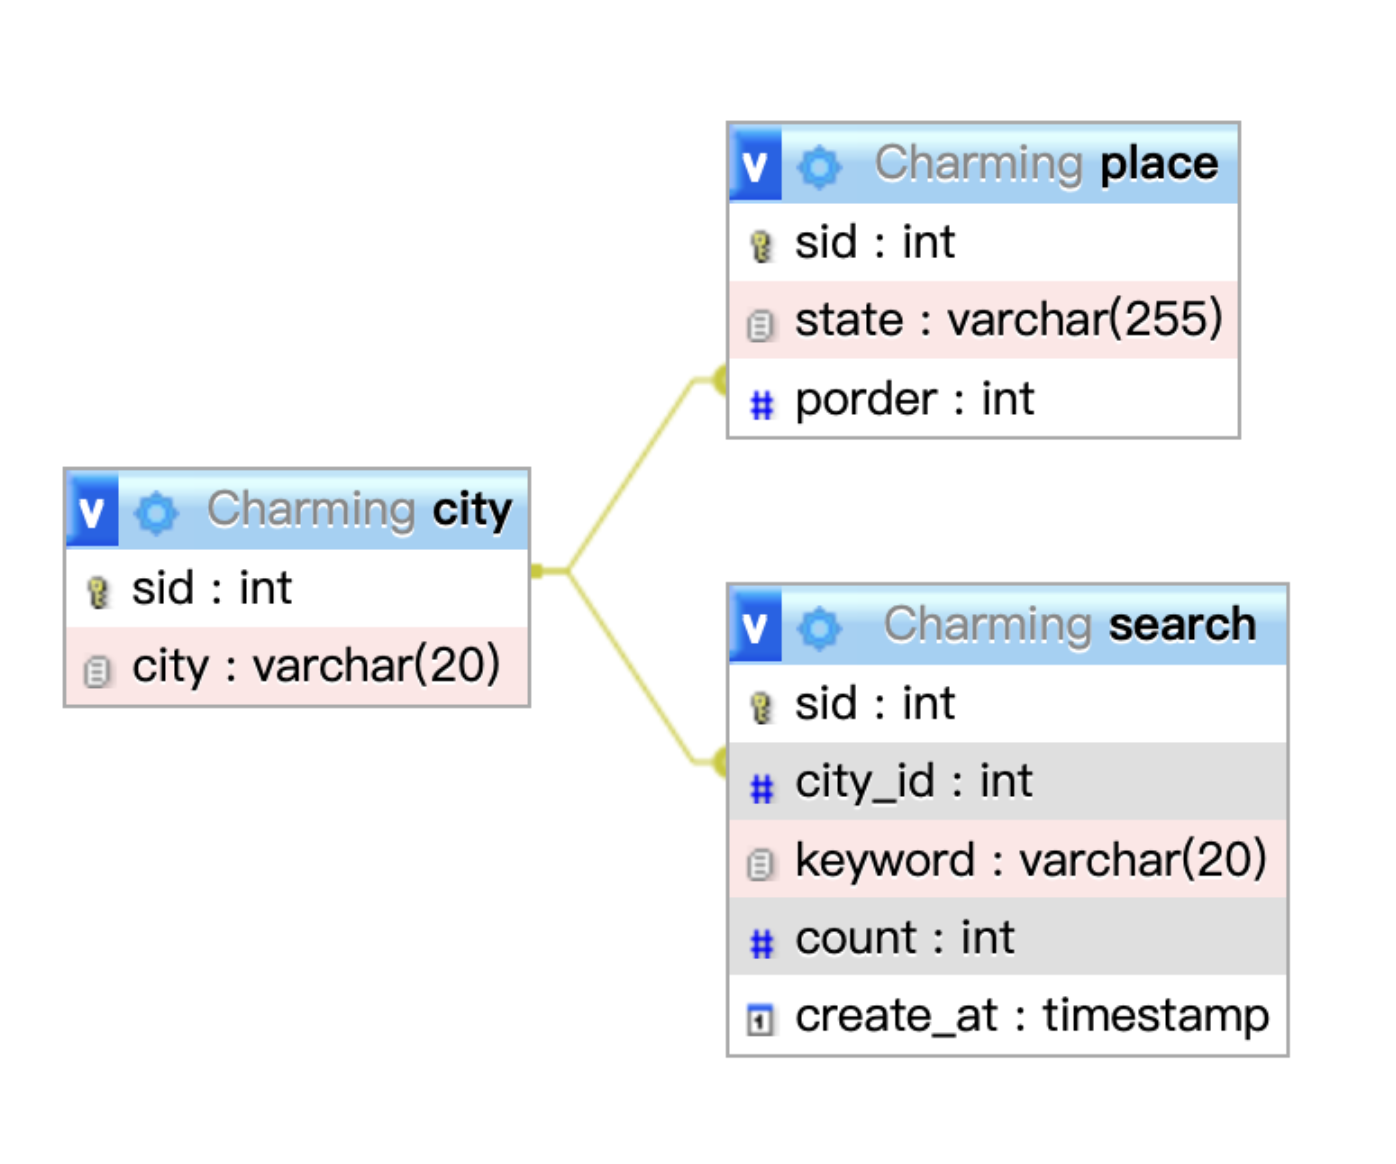 v Charming place
sid : int
state : varchar(255)
# porder : int
v Charming city
sid : int
city : varchar(20)
v Charming search
sid : int
# city_id : int
keyword : varchar(20)
# count : int
1 create_at : timestamp